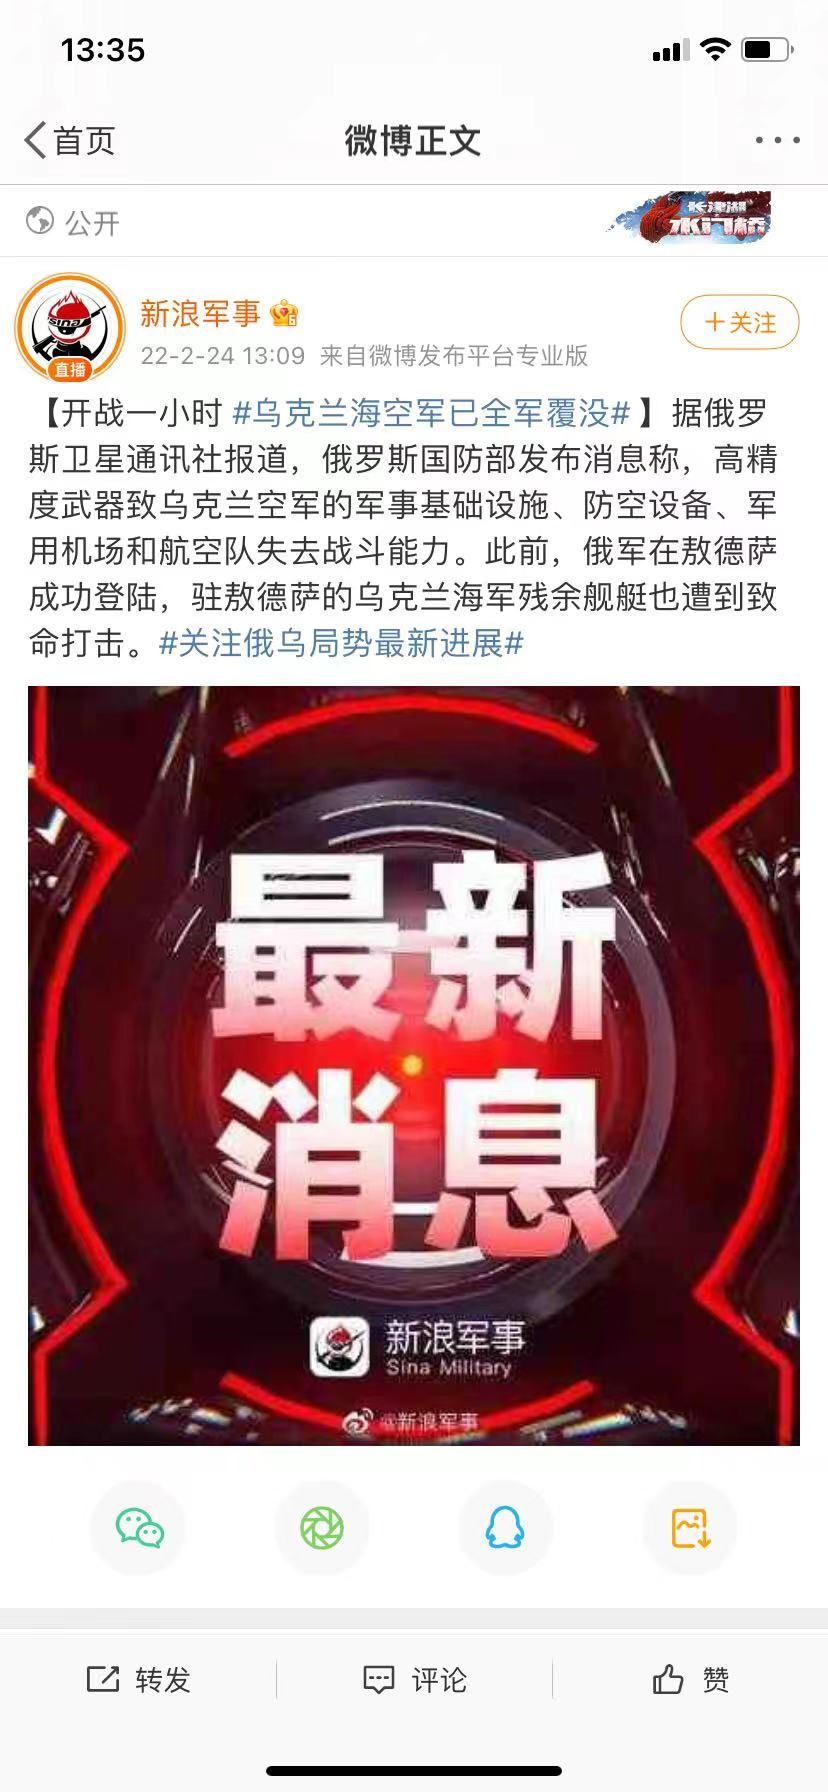 13:35
首页
微博正文
公开
长津湖
水门桥
新浪军事
+关注
sina
直播
22-2-24 13:09 来自微博发布平台专业版
【开战一小时 #乌克兰海空军已全军覆没# 】据俄罗
斯卫星通讯社报道，俄罗斯国防部发布消息称，高精
度武器致乌克兰空军的军事基础设施、防空设备、军
用机场和航空队失去战斗能力。此前，俄军在敖德萨
成功登陆，驻敖德萨的乌克兰海军残余舰艇也遭到致
命打击。#关注俄乌局势最新进展#
最新
消息
新浪军事
Sina Military
@新浪军事
转发
评论
赞